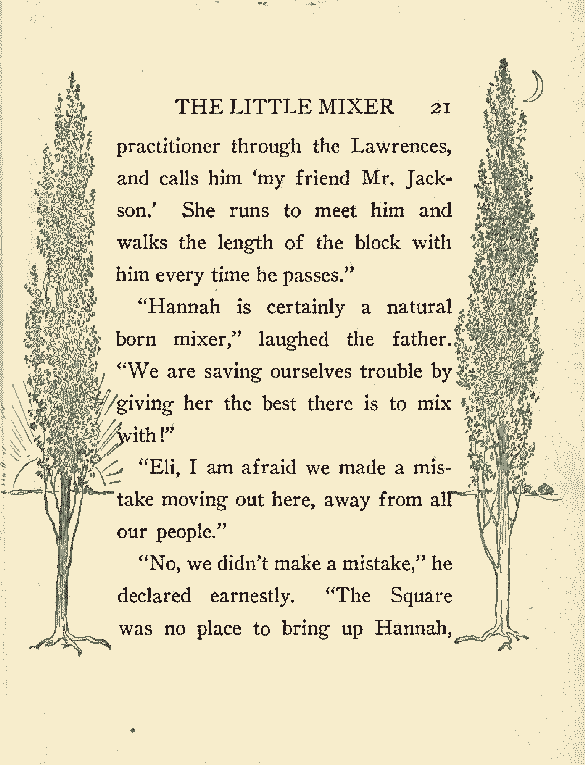 THE LITTLE MIXER 21
practitioner through the Lawrences,
and calls him ‘my friend Mr. Jack-
son.’ She runs to meet him and
walks the length of the block with
him every time he passes.”
“Hannah is certainly a natural
born mixer,” laughed the father.
“We are saving ourselves trouble by
giving her the best there is to mix
with!”
“Eli, I am afraid we made a mis-
take moving out here, away from all
our people.”
“No, we didn’t make a mistake,” he
declared earnestly. “The Square
was no place to bring up Hannah,